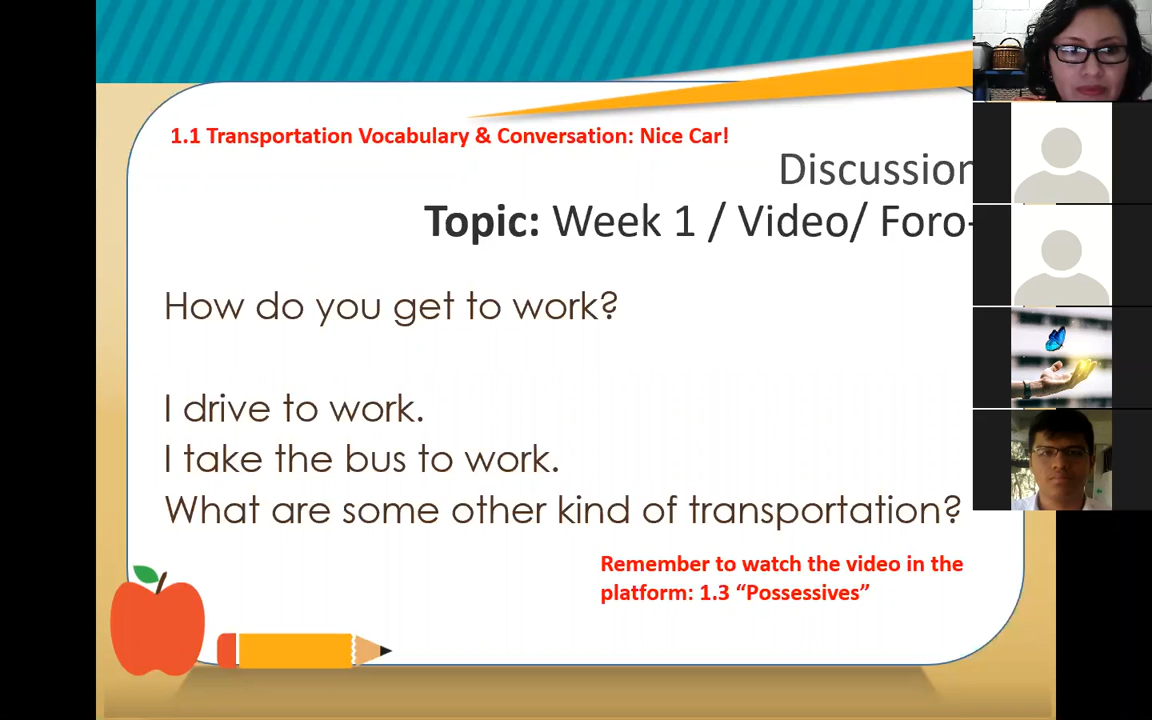 1.1 Transportation Vocabulary & Conversation: Nice Car!
Discussion
Topic: Week 1 / Video/ Foro-
How do you get to work?
I drive to work.
I take the bus to work.
What are some other kind of transportation?
Remember to watch the video in the
platform: 1.3 “Possessives”